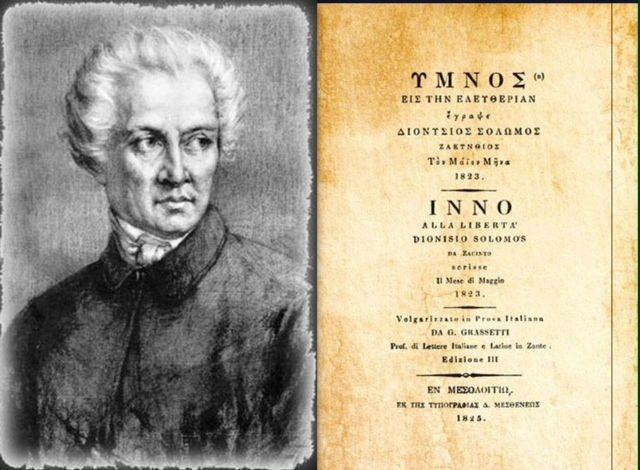 ΥΜΝΟΣ (α)
ΕΙΣ ΤΗΝ ΕΛΕΥΘΕΡΙΑΝ
ἔγραψε
ΔΙΟΝΥΣΙΟΣ ΣΟΛΩΜΟΣ
ΖΑΚΥΝΘΙΟΣ
Τὸν Μάϊον Μῆνα
1823.
INNO
ALLA LIBERTA'
DIONISIO SOLOMÒS
DA ZACINTO
scrisse
Il Mese di Maggio
1823.
Volgarizzato in Prosa Italiana
DA G. GRASSETTI
Prof. di Lettere Italiane e Latine in Zante.
Edizione III
ΕΝ ΜΕΣΟΛΟΓΓΙῼ,
ΕΚ ΤΗΣ ΤΥΠΟΓΡΑΦΙΑΣ Δ. ΜΕΣΘΕΝΕΩΣ
1825.